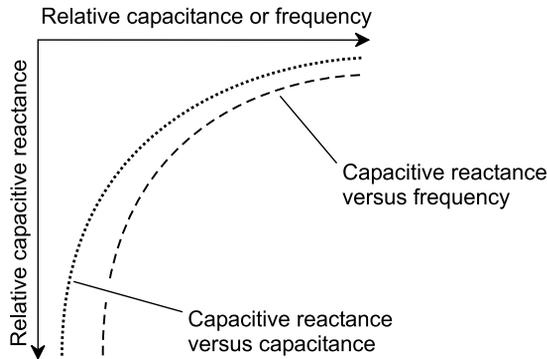 Relative capacitance or frequency
Relative capacitive reactance
Capacitive reactance
versus frequency
Capacitive reactance
versus capacitance